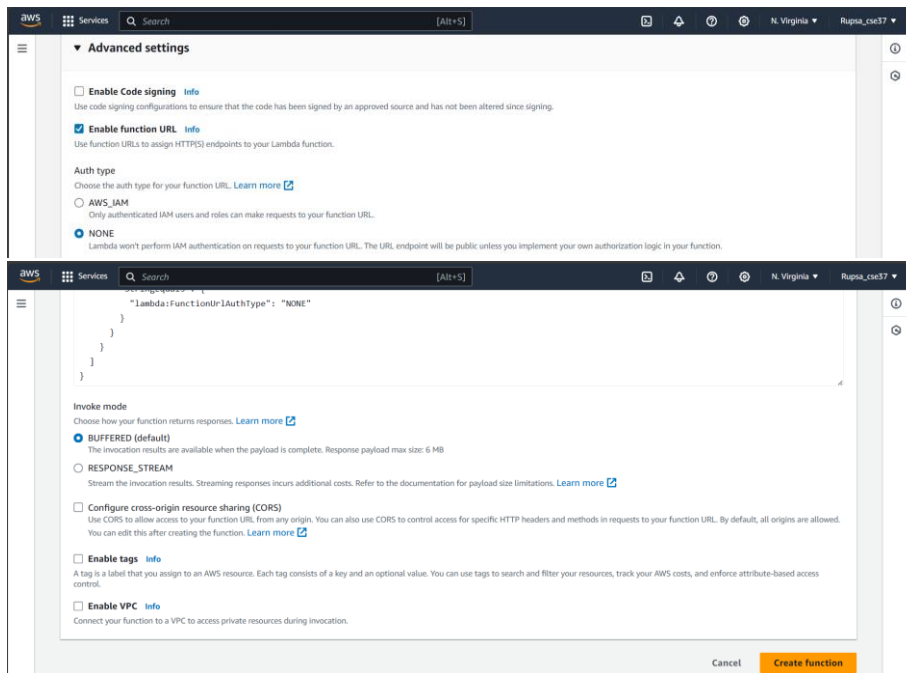 aws Services Search [Alt+S] N. Virginia ▼ Rupsa_cse37 ▼
▼ Advanced settings
Enable Code signing Info
Use code signing configurations to ensure that the code has been signed by an approved source and has not been altered since signing.
Enable function URL Info
Use function URLs to assign HTTP(S) endpoints to your Lambda function.
Auth type
Choose the auth type for your function URL. Learn more
AWS_IAM
Only authenticated IAM users and roles can make requests to your function URL.
NONE
Lambda won't perform IAM authentication on requests to your function URL. The URL endpoint will be public unless you implement your own authorization logic in your function.
aws Services Search [Alt+S] N. Virginia ▼ Rupsa_cse37 ▼
"lambda:FunctionUrlAuthType": "NONE"
}
}
}
]
}
Invoke mode
Choose how your function returns responses. Learn more
BUFFERED (default)
The invocation results are available when the payload is complete. Response payload max size: 6 MB
RESPONSE_STREAM
Stream the invocation results. Streaming responses incurs additional costs. Refer to the documentation for payload size limitations. Learn more
Configure cross-origin resource sharing (CORS)
Use CORS to allow access to your function URL from any origin. You can also use CORS to control access for specific HTTP headers and methods in requests to your function URL. By default, all origins are allowed.
You can edit this after creating the function. Learn more
Enable tags Info
A tag is a label that you assign to an AWS resource. Each tag consists of a key and an optional value. You can use tags to search and filter your resources, track your AWS costs, and enforce attribute-based access
control.
Enable VPC Info
Connect your function to a VPC to access private resources during invocation.
Cancel Create function